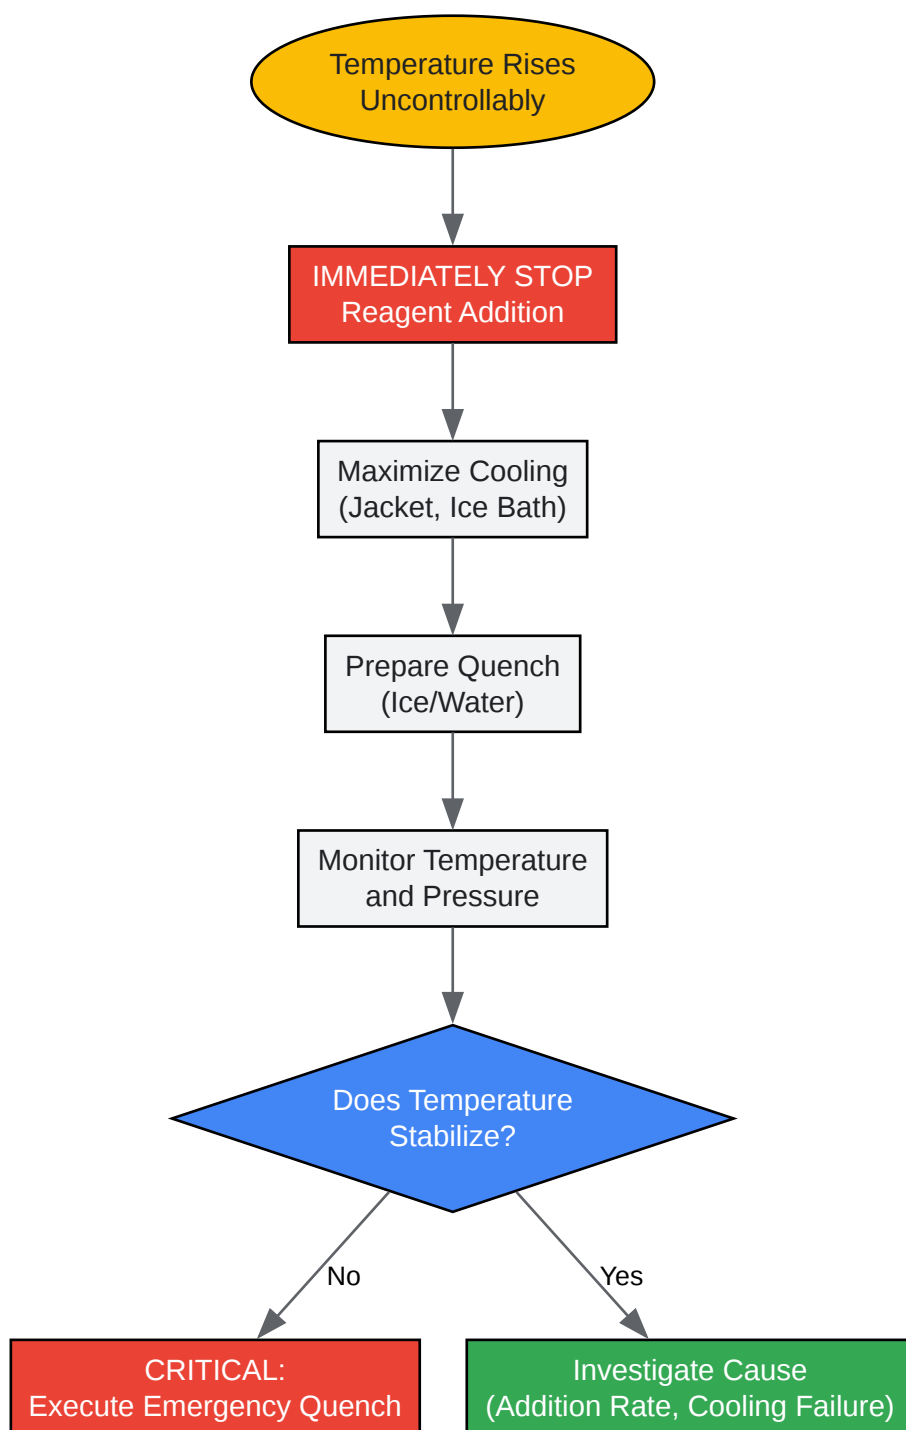 Temperature Rises
Uncontrollably
IMMEDIATELY STOP
Reagent Addition
Maximize Cooling
(Jacket, Ice Bath)
Prepare Quench
(Ice/Water)
Monitor Temperature
and Pressure
Does Temperature
Stabilize?
No
Yes
CRITICAL:
Execute Emergency Quench
Investigate Cause
(Addition Rate, Cooling Failure)